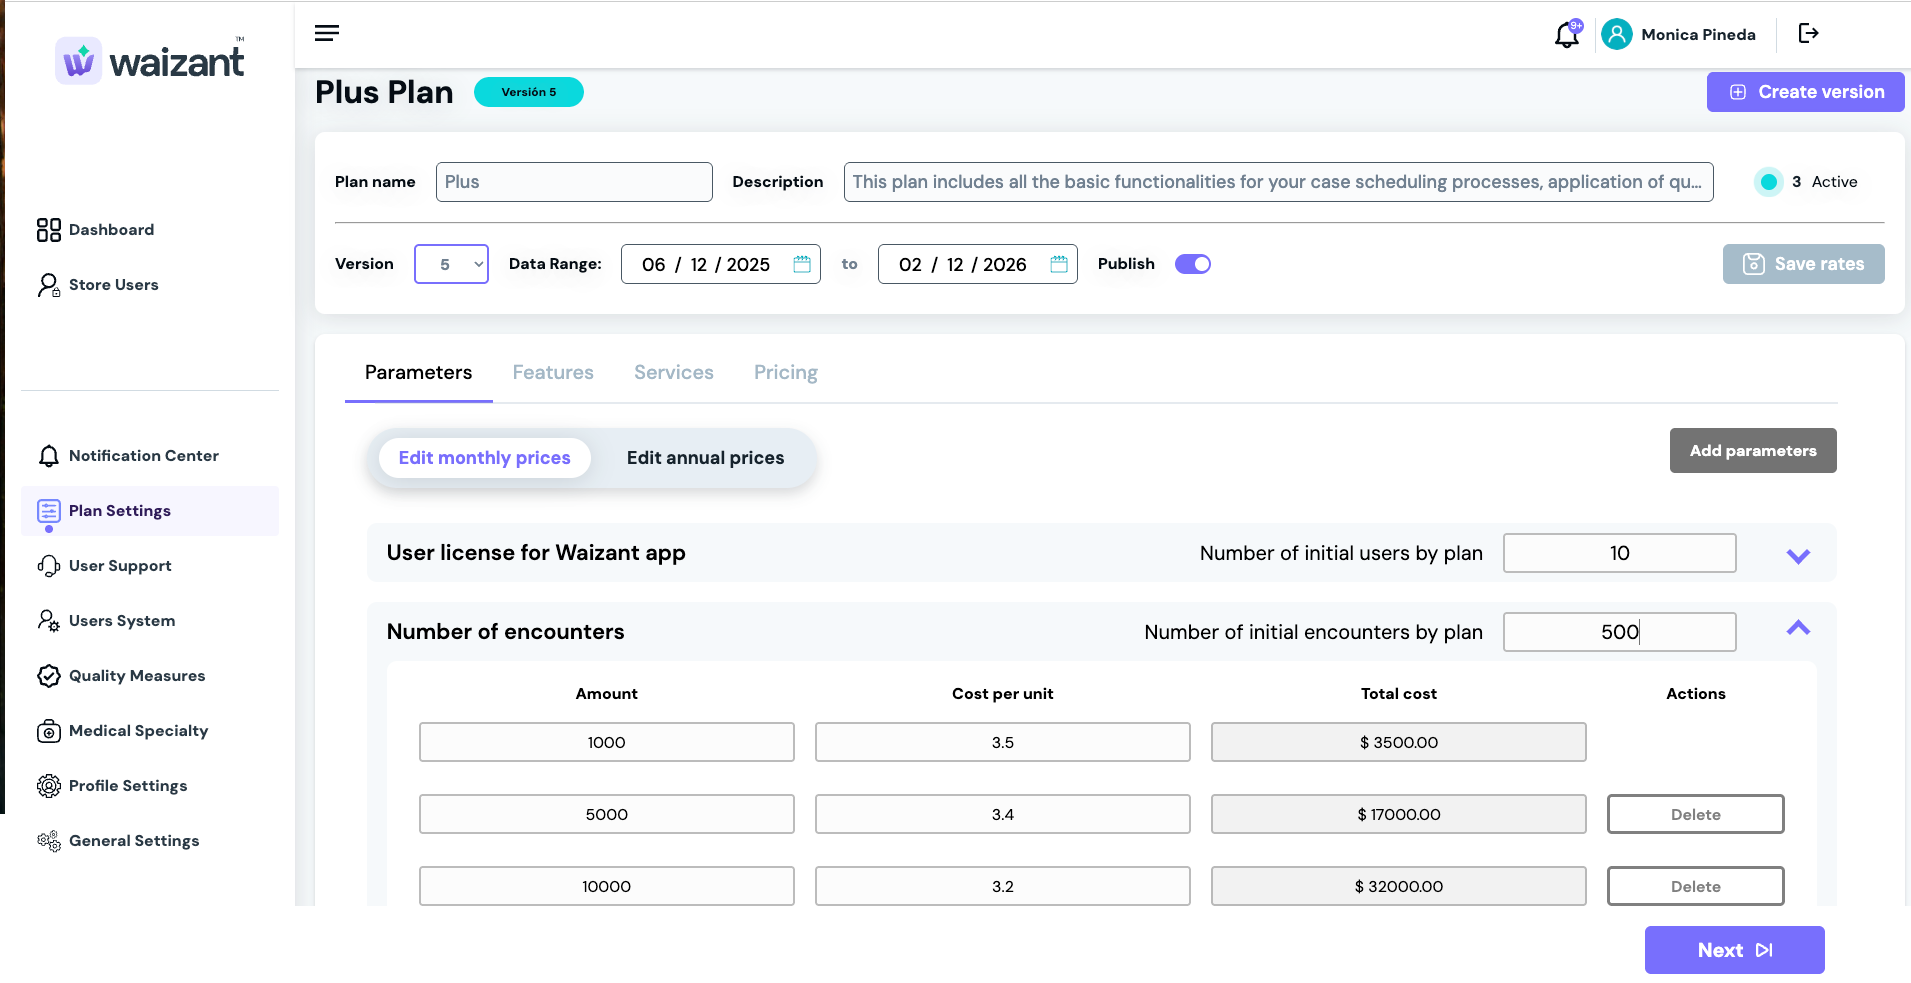 waizant™
9+
Monica Pineda
Plus Plan
Versión 5
Create version
Plan name
Plus
Description
This plan includes all the basic functionalities for your case scheduling processes, application of qu...
3 Active
Version
5
Data Range:
06 / 12 / 2025
to
02 / 12 / 2026
Publish
Save rates
Dashboard
Store Users
Notification Center
Plan Settings
User Support
Users System
Quality Measures
Medical Specialty
Profile Settings
General Settings
Parameters
Features
Services
Pricing
Edit monthly prices
Edit annual prices
Add parameters
User license for Waizant app
Number of initial users by plan
10
Number of encounters
Number of initial encounters by plan
500
Amount
Cost per unit
Total cost
Actions
1000
3.5
$ 3500.00
5000
3.4
$ 17000.00
Delete
10000
3.2
$ 32000.00
Delete
Next